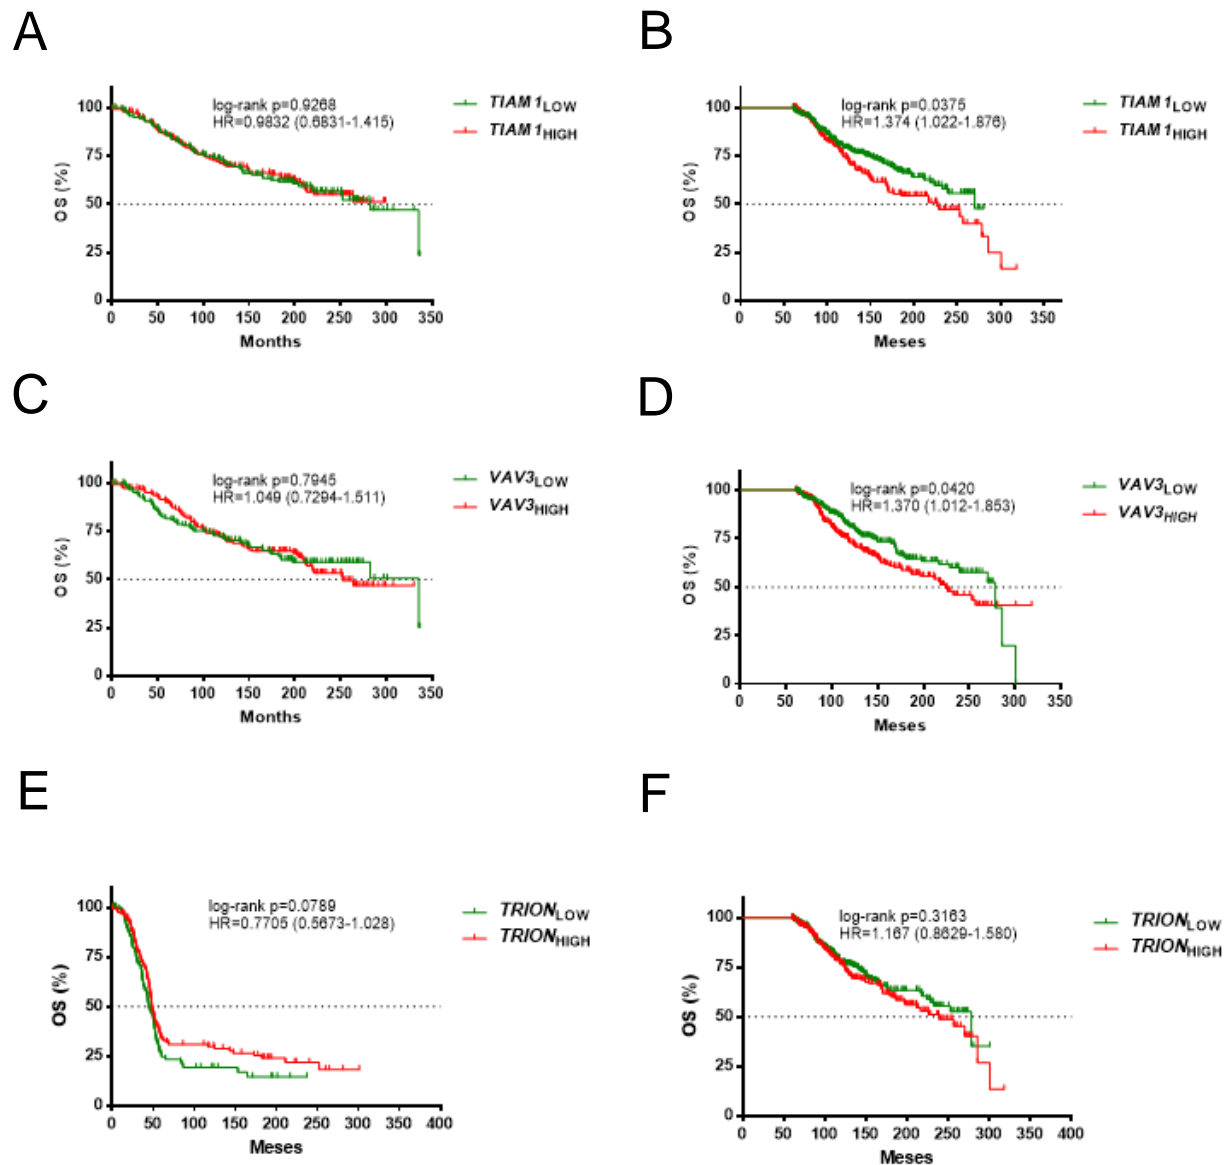 A
log-rank p=0.9268
HR=0.9832 (0.6831-1.415)
TIAM1LOW
TIAM1HIGH
OS (%)
100
75
50
25
0
0 50 100 150 200 250 300 350
Months
B
log-rank p=0.0375
HR=1.374 (1.022-1.876)
TIAM1LOW
TIAM1HIGH
OS (%)
100
75
50
25
0
0 50 100 150 200 250 300 350
Meses
C
log-rank p=0.7945
HR=1.049 (0.7294-1.511)
VAV3LOW
VAV3HIGH
OS (%)
100
75
50
25
0
0 50 100 150 200 250 300 350
Months
D
log-rank p=0.0420
HR=1.370 (1.012-1.853)
VAV3LOW
VAV3HIGH
OS (%)
100
75
50
25
0
0 50 100 150 200 250 300 350
Meses
E
log-rank p=0.0789
HR=0.7705 (0.5673-1.028)
TRIONLOW
TRIONHIGH
OS (%)
100
75
50
25
0
0 50 100 150 200 250 300 350 400
Meses
F
log-rank p=0.3163
HR=1.167 (0.8629-1.580)
TRIONLOW
TRIONHIGH
OS (%)
100
75
50
25
0
0 50 100 150 200 250 300 350 400
Meses